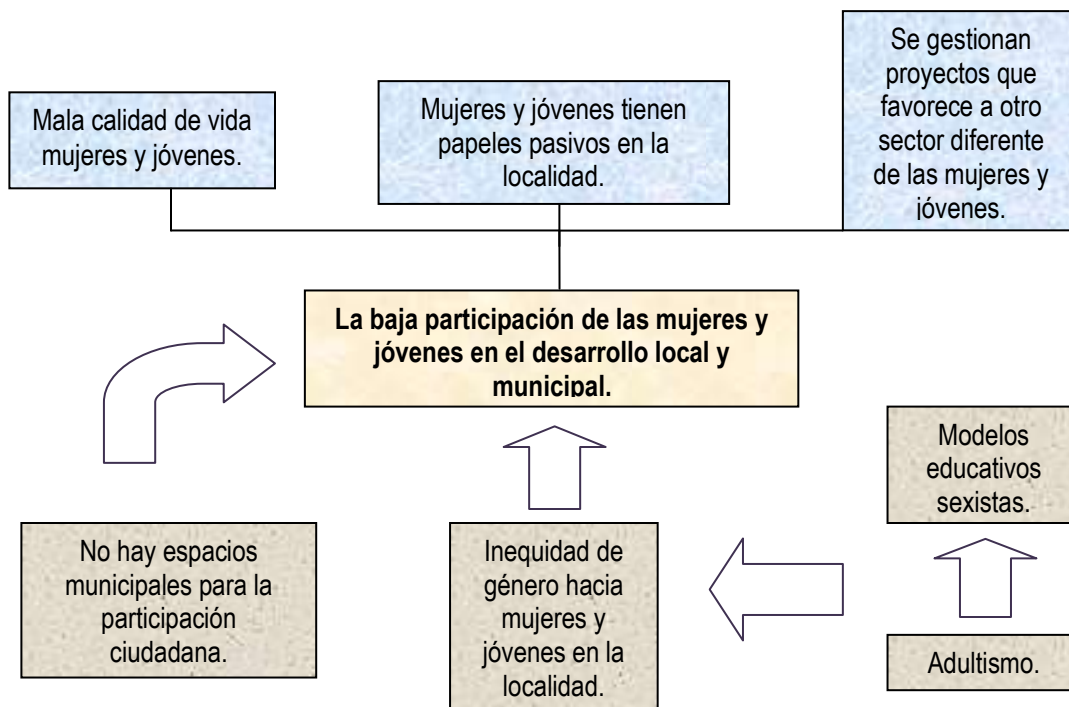 Mala calidad de vida
mujeres y jóvenes.
Mujeres y jóvenes tienen
papeles pasivos en la
localidad.
Se gestionan
proyectos que
favorece a otro
sector diferente
de las mujeres y
jóvenes.
La baja participación de las mujeres y
jóvenes en el desarrollo local y
municipal.
No hay espacios
municipales para la
participación
ciudadana.
Inequidad de
género hacia
mujeres y
jóvenes en la
localidad.
Modelos
educativos
sexistas.
Adultismo.